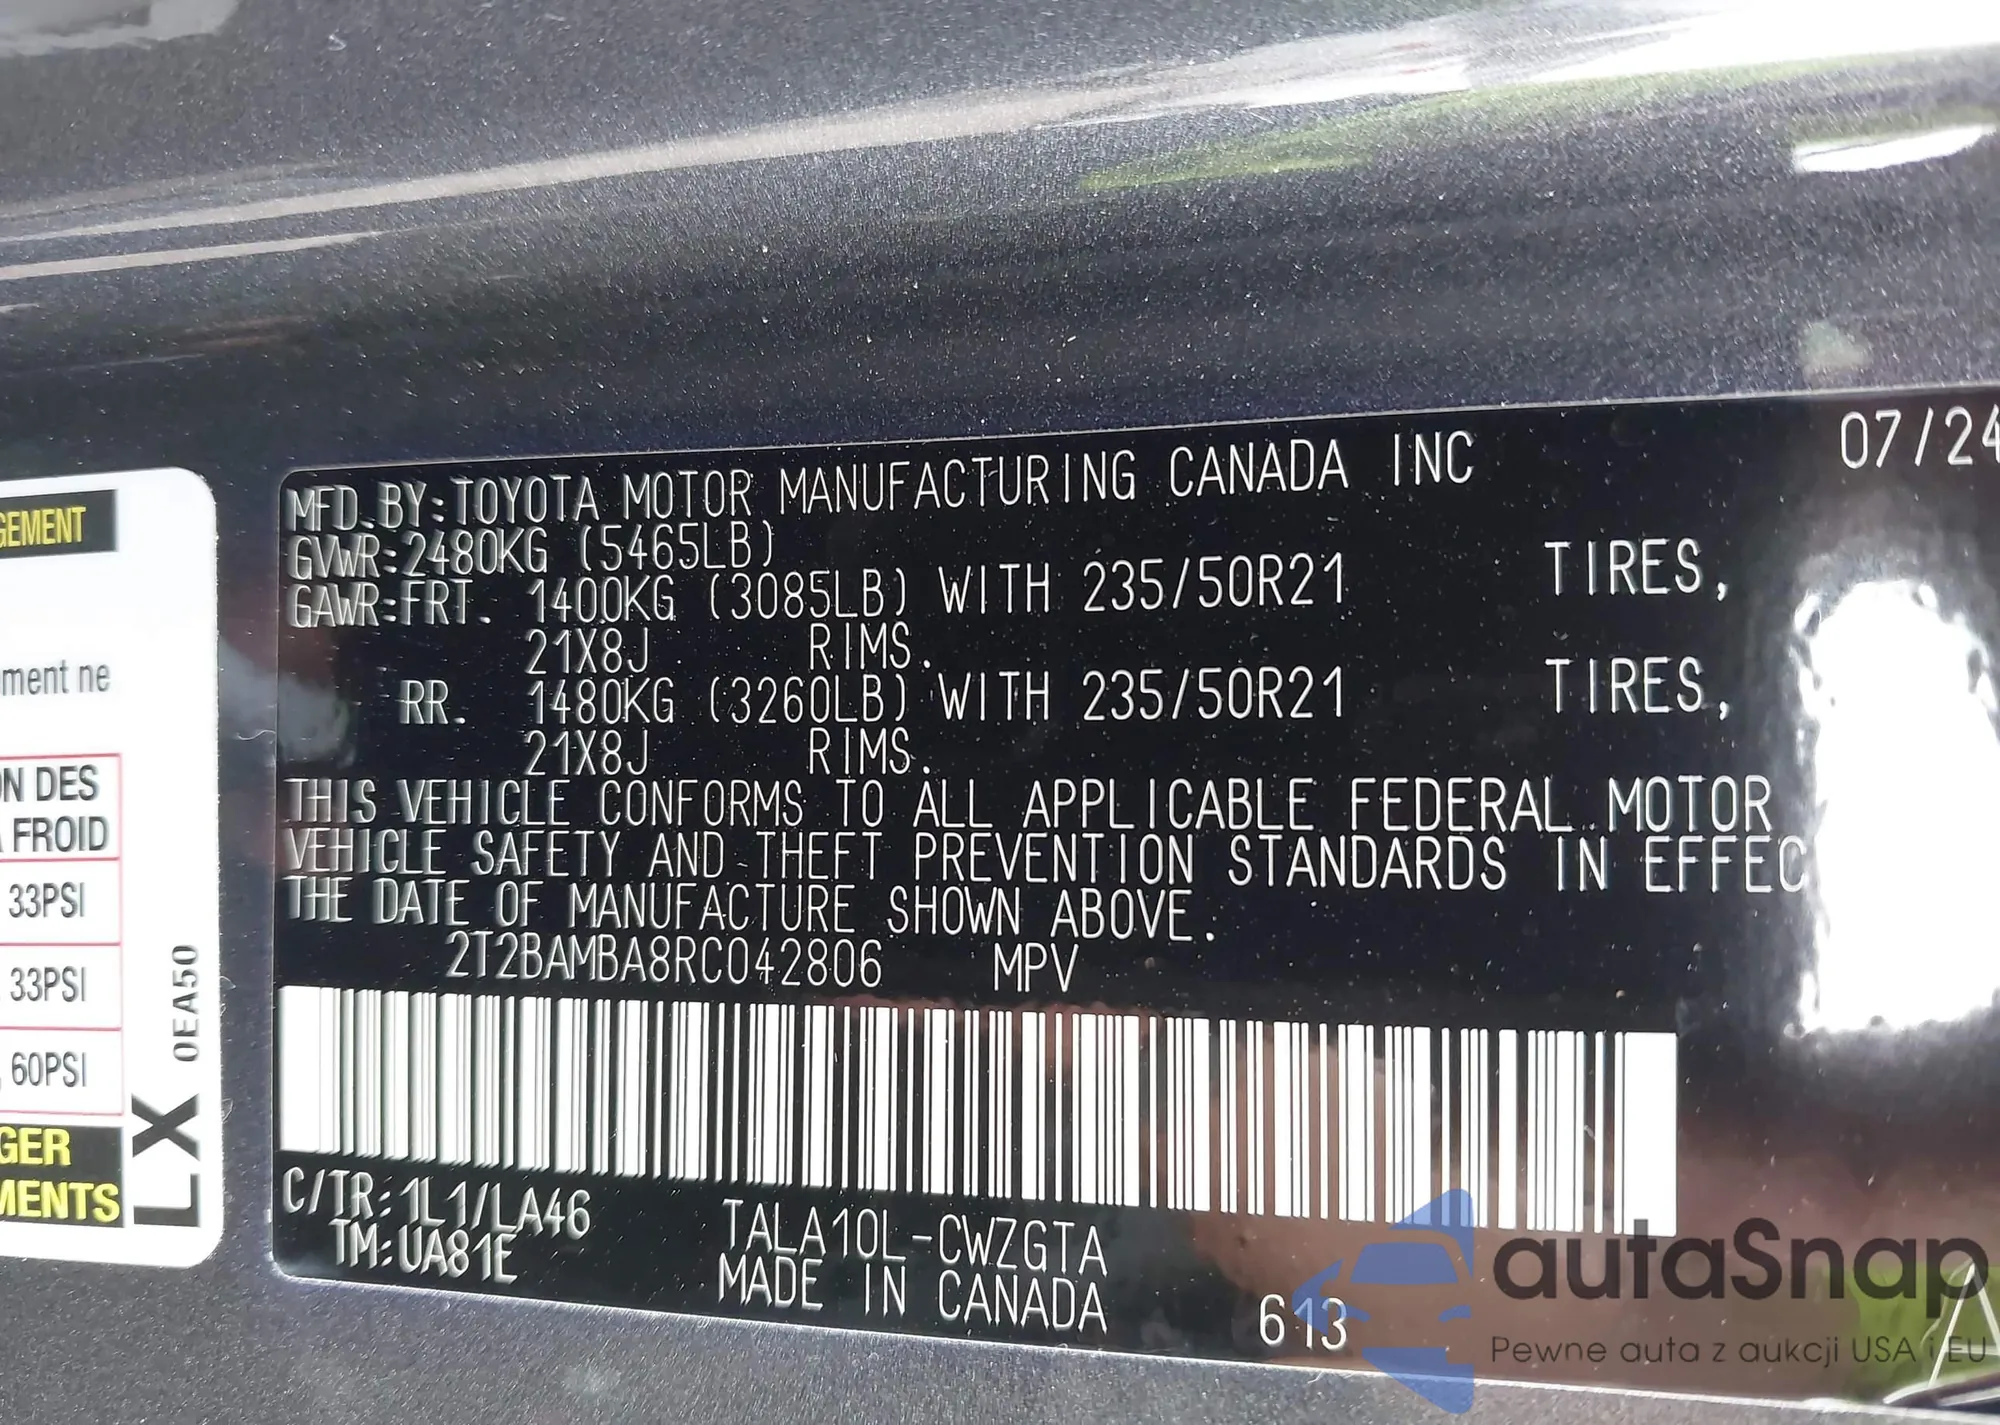 07/24
MFD. BY: TOYOTA MOTOR MANUFACTURING CANADA INC
GVWR: 2480KG (5465LB)
GAWR: FRT. 1400KG (3085LB) WITH 235/50R21 TIRES,
21X8J RIMS.
RR. 1480KG (3260LB) WITH 235/50R21 TIRES,
21X8J RIMS.
THIS VEHICLE CONFORMS TO ALL APPLICABLE FEDERAL MOTOR
VEHICLE SAFETY AND THEFT PREVENTION STANDARDS IN EFFEC
THE DATE OF MANUFACTURE SHOWN ABOVE.
2T2BAMBA8RC042806 MPV
C/TR: 1L1/LA46 TALA10L-CWZGTA
TM: UA81E MADE IN CANADA 613
GEMENT
ment ne
ON DES
À FROID
33PSI
33PSI
60PSI
GER
MENTS
LX 0EA50
autaSnap
Pewne auta z aukcji USA i EU